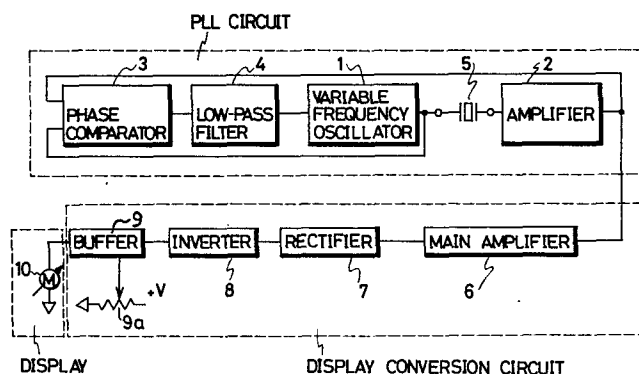 PLL CIRCUIT
3 4 1 5 2
PHASE COMPARATOR
LOW-PASS FILTER
VARIABLE FREQUENCY OSCILLATOR
AMPLIFIER
9
BUFFER INVERTER RECTIFIER MAIN AMPLIFIER
10 M 8 7 6
+V
9a
DISPLAY DISPLAY CONVERSION CIRCUIT